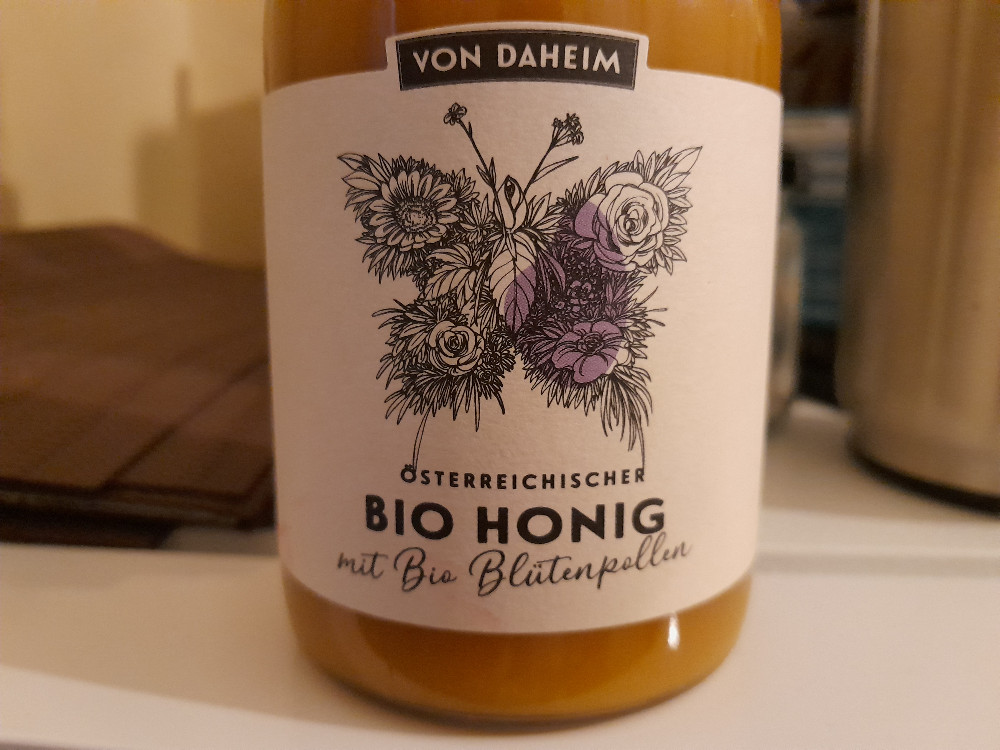 VON DAHEIM
ÖSTERREICHISCHER
BIO HONIG
mit Bio Blütenpollen